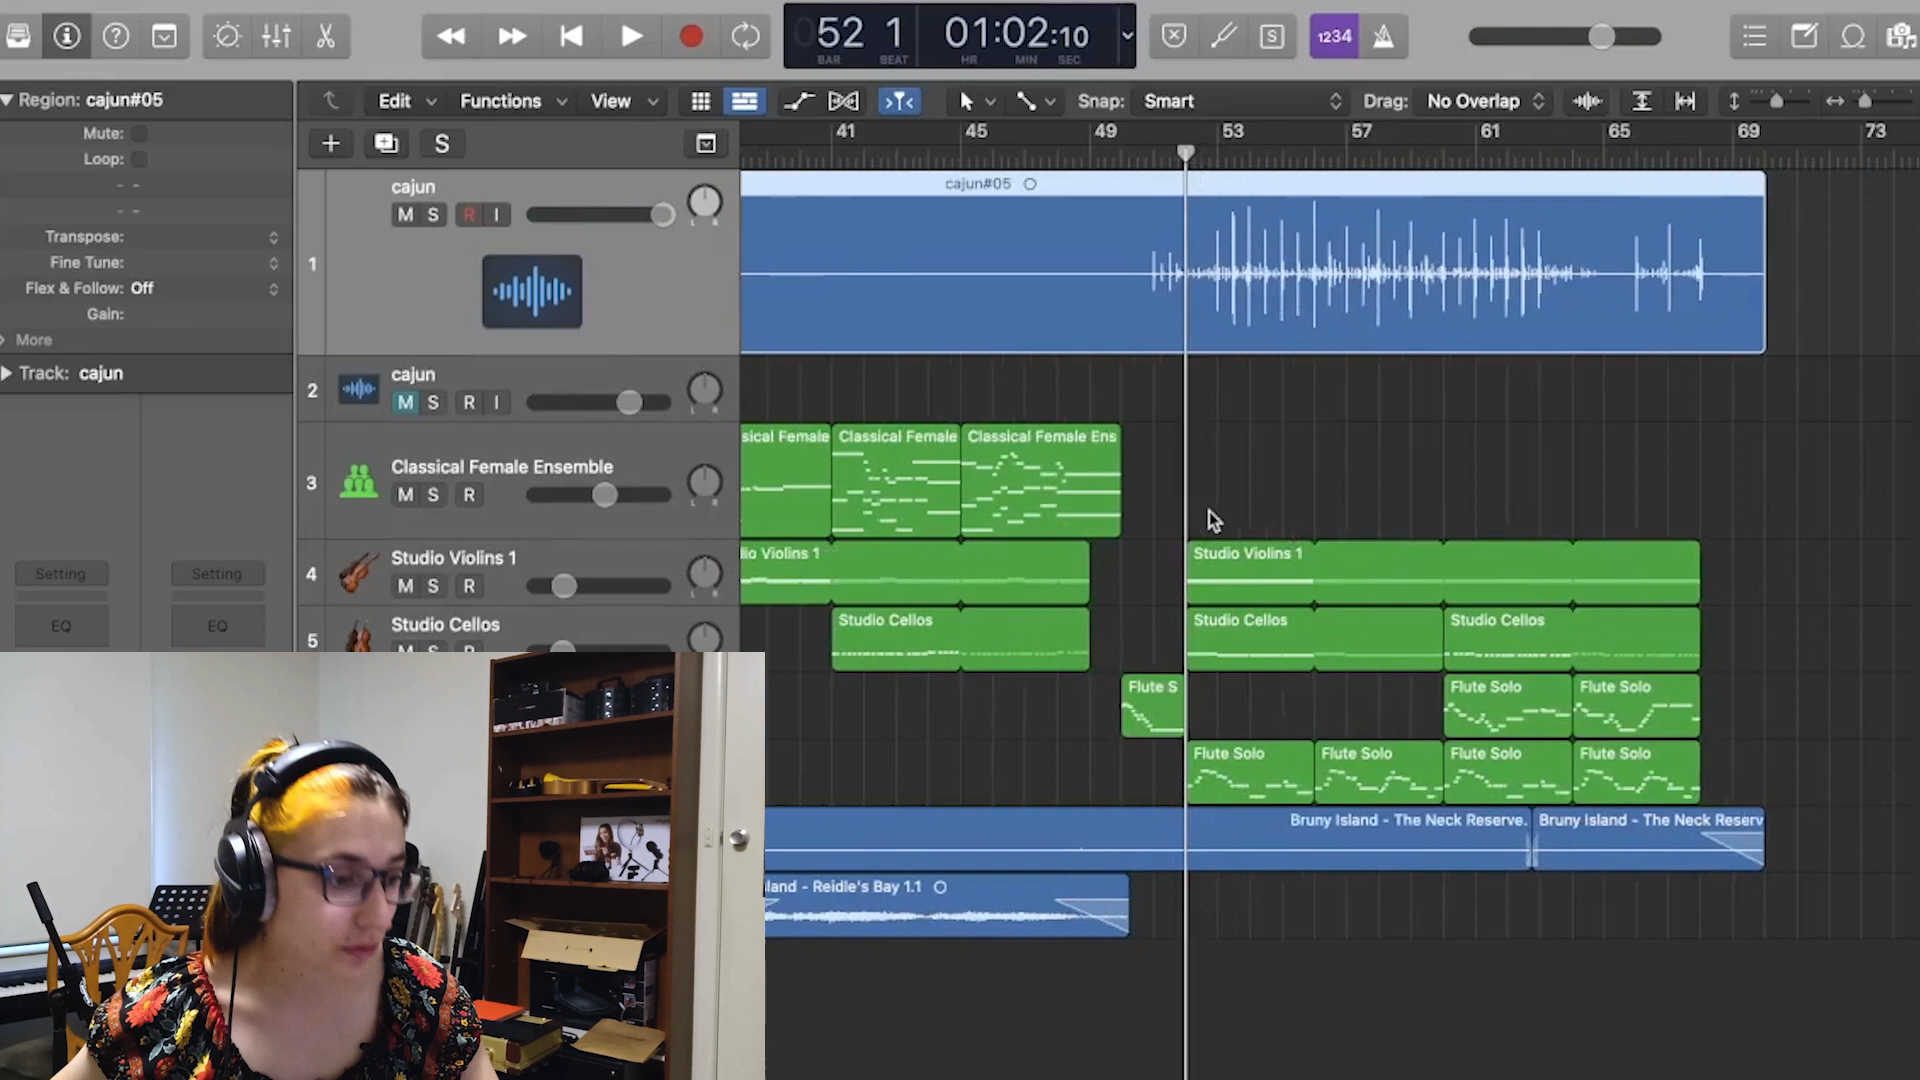 52 1 01:02:10
BAR BEAT HR MIN SEC
S 1234
Region: cajun#05
Edit Functions View Snap: Smart Drag: No Overlap
Mute:
Loop:
Transpose:
Fine Tune:
Flex & Follow: Off
Gain:
More
Track: cajun
Setting Setting
EQ EQ
S
41 45 49 53 57 61 65 69 73
1 cajun
M S R I
L R
cajun#05
2 cajun
M S R I
L R
3 Classical Female Ensemble
M S R
L R
sical Female Classical Female Classical Female Ens
4 Studio Violins 1
M S R
L R
io Violins 1 Studio Violins 1
5 Studio Cellos
M S R
Studio Cellos Studio Cellos Studio Cellos
Flute S Flute Solo Flute Solo
Flute Solo Flute Solo Flute Solo Flute Solo
Bruny Island - The Neck Reserve. Bruny Island - The Neck Reserv
land - Reidle's Bay 1.1